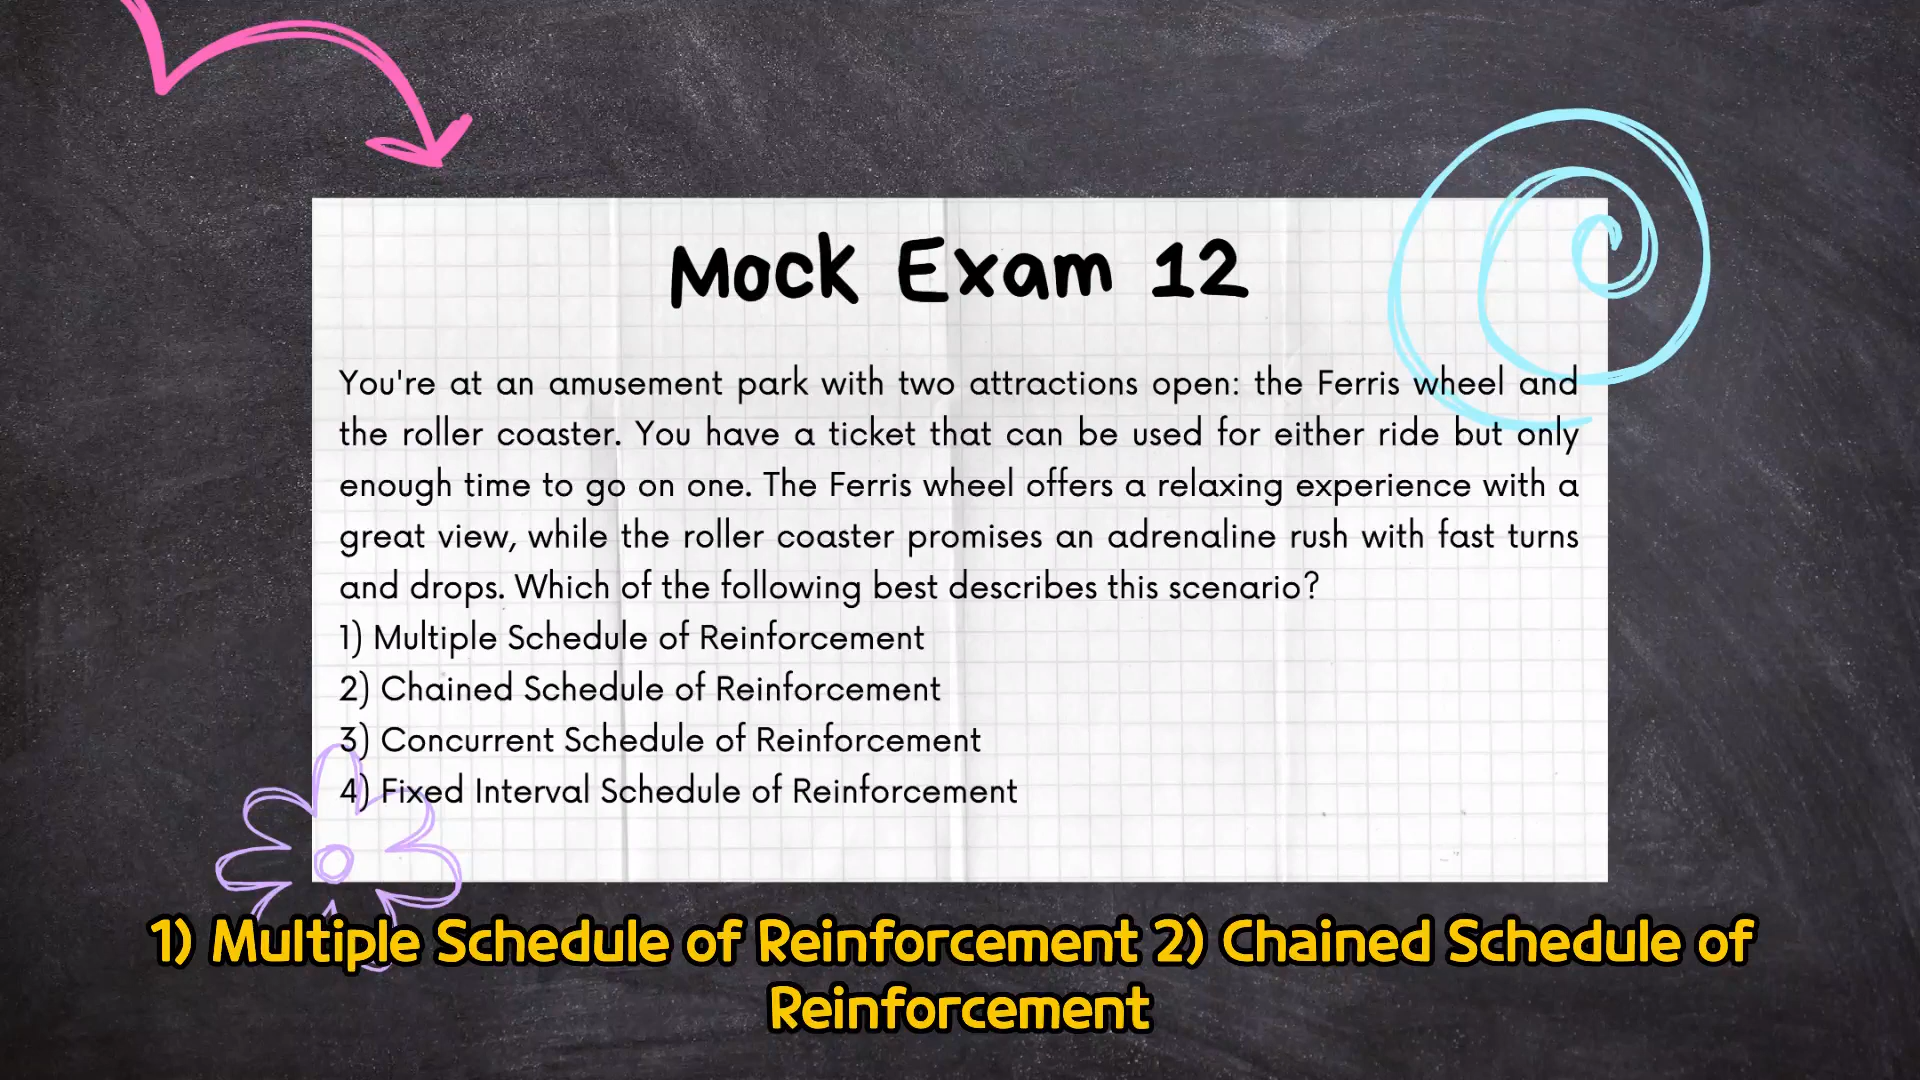 Mock Exam 12
You're at an amusement park with two attractions open: the Ferris wheel and
the roller coaster. You have a ticket that can be used for either ride but only
enough time to go on one. The Ferris wheel offers a relaxing experience with a
great view, while the roller coaster promises an adrenaline rush with fast turns
and drops. Which of the following best describes this scenario?
1) Multiple Schedule of Reinforcement
2) Chained Schedule of Reinforcement
3) Concurrent Schedule of Reinforcement
4) Fixed Interval Schedule of Reinforcement
1) Multiple Schedule of Reinforcement 2) Chained Schedule of
Reinforcement